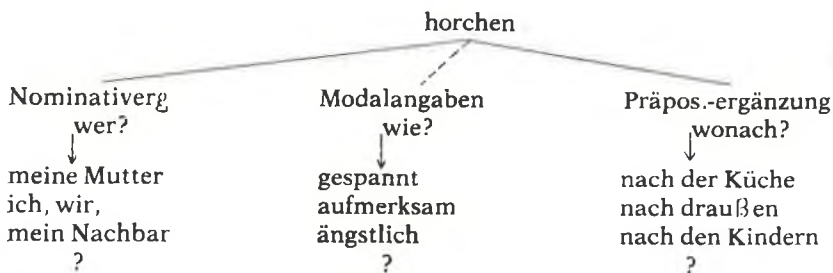 horchen
Nominativerg Modalangaben Präpos.-ergänzung
wer? wie? wonach?
meine Mutter gespannt nach der Küche
ich, wir, aufmerksam nach draußen
mein Nachbar ängstlich nach den Kindern
? ? ?